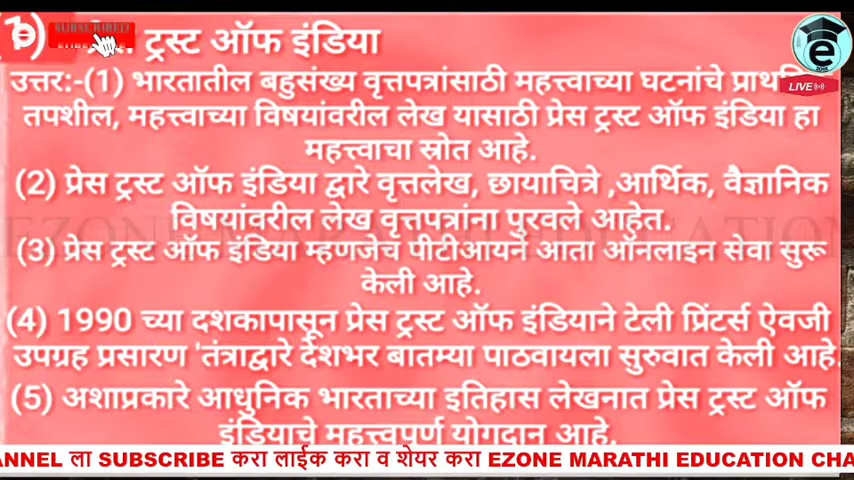 ट्रस्ट ऑफ इंडिया
उत्तर:-(1) भारतातील बहुसंख्य वृत्तपत्रांसाठी महत्त्वाच्या घटनांचे
तपशील, महत्त्वाच्या विषयांवरील लेख यासाठी प्रेस ट्रस्ट ऑफ इंडिया हा
महत्त्वाचा स्रोत आहे.
(2) प्रेस ट्रस्ट ऑफ इंडिया द्वारे वृत्तलेख, छायाचित्रे ,आर्थिक, वैज्ञानिक
विषयांवरील लेख वृत्तपत्रांना पुरवले आहेत.
(3) प्रेस ट्रस्ट ऑफ इंडिया म्हणजेच पीटीआयने आता ऑनलाइन सेवा सुरू
केली आहे.
(4) 1990 च्या दशकापासून प्रेस ट्रस्ट ऑफ इंडियाने टेली प्रिंटर्स ऐवजी
उपग्रह प्रसारण 'तंत्राद्वारे देशभर बातम्या पाठवायला सुरुवात केली आहे.
(5) अशाप्रकारे आधुनिक भारताच्या इतिहास लेखनात प्रेस ट्रस्ट ऑफ
इंडियाचे महत्त्वपूर्ण योगदान आहे.
LIVE
ANNEL ला SUBSCRIBE करा लाईक करा व शेयर करा EZONE MARATHI EDUCATION CHA